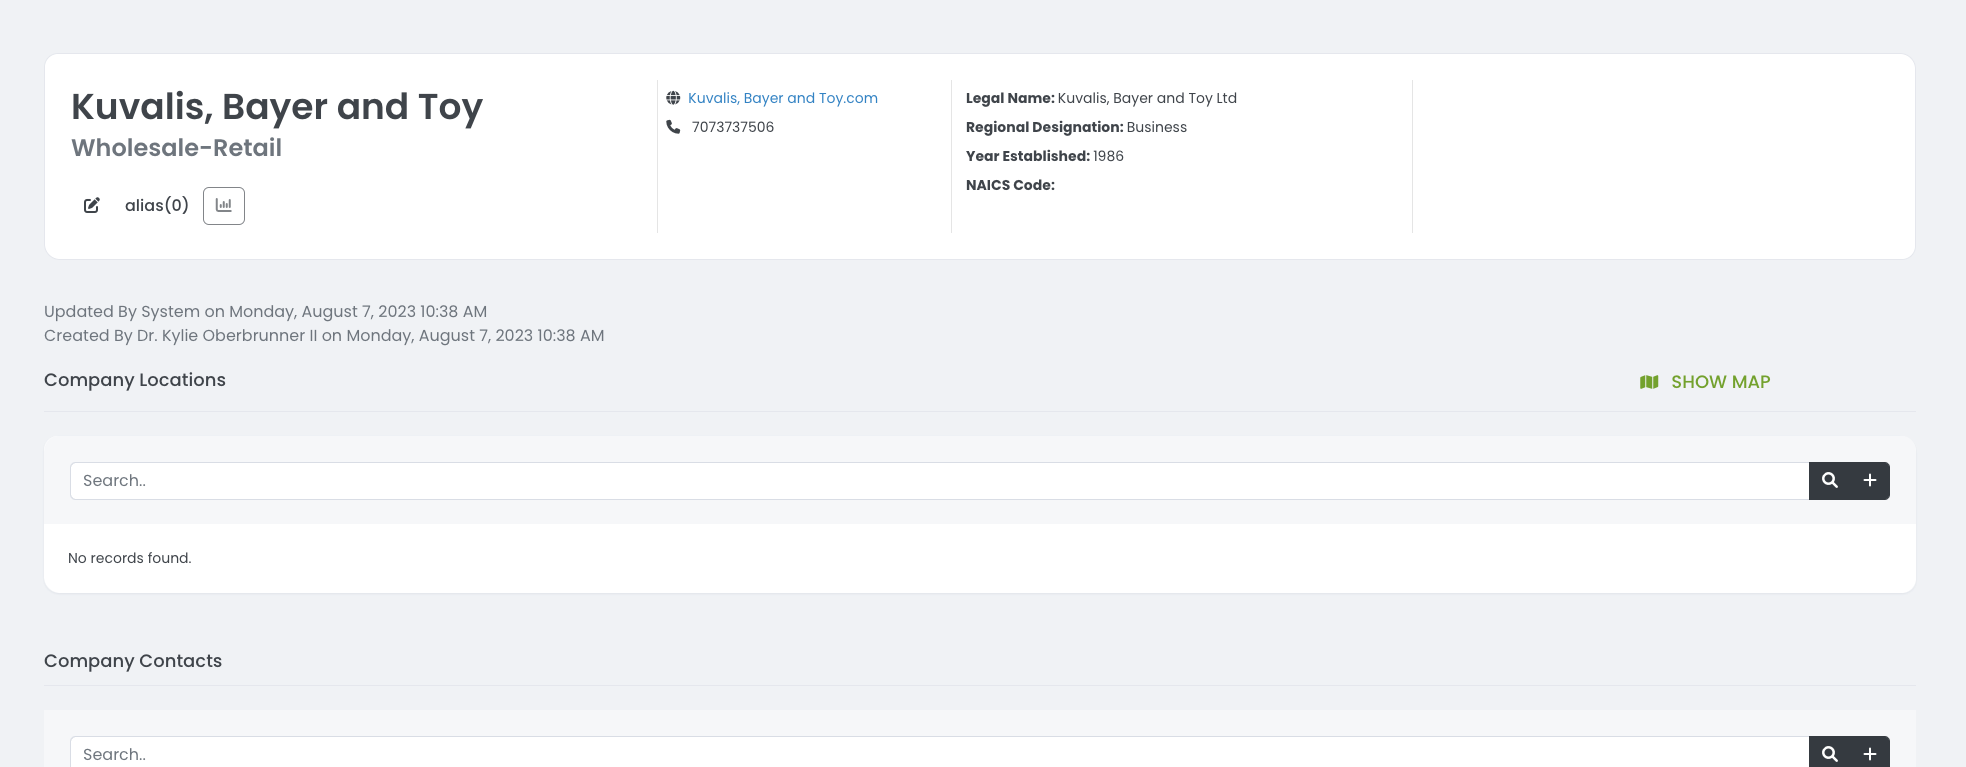 Kuvalis, Bayer and Toy
Wholesale-Retail
alias(0)
Kuvalis, Bayer and Toy.com
7073737506
Legal Name: Kuvalis, Bayer and Toy Ltd
Regional Designation: Business
Year Established: 1986
NAICS Code:
Updated By System on Monday, August 7, 2023 10:38 AM
Created By Dr. Kylie Oberbrunner II on Monday, August 7, 2023 10:38 AM
Company Locations
SHOW MAP
Search..
No records found.
Company Contacts
Search..